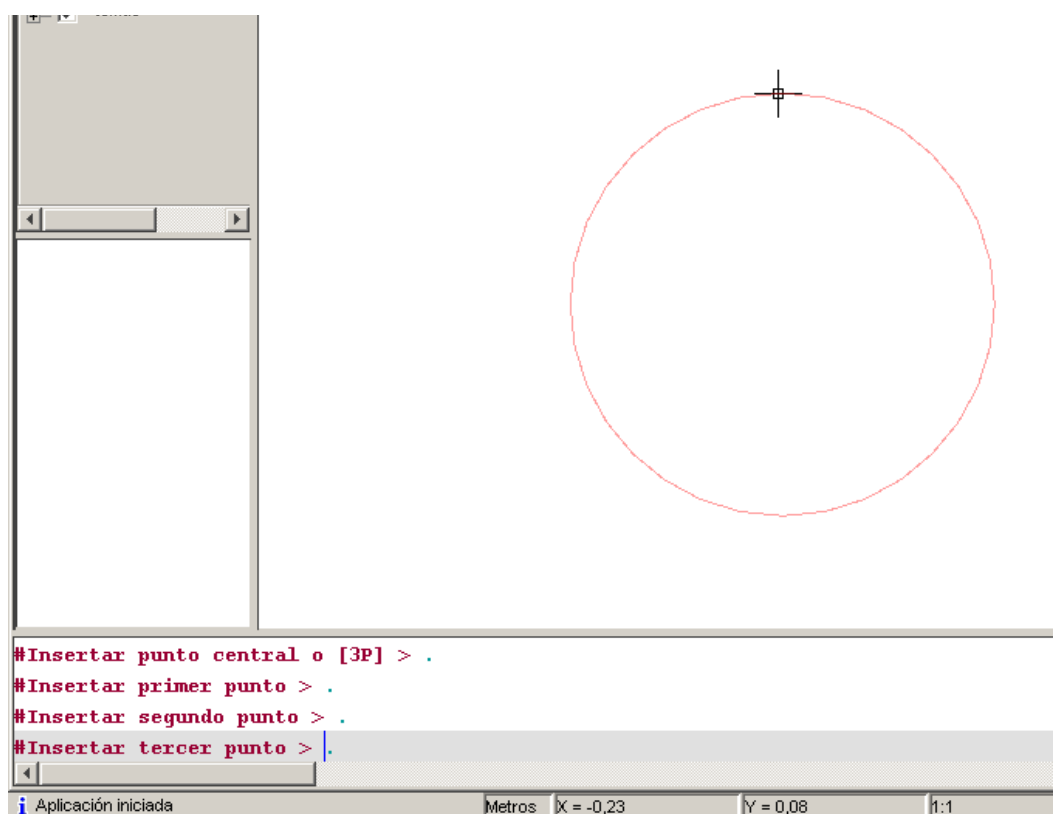 #Insertar punto central o [3P] > .
#Insertar primer punto > .
#Insertar segundo punto > .
#Insertar tercer punto > .
Aplicación iniciada Metros X = -0,23 Y = 0,08 1:1